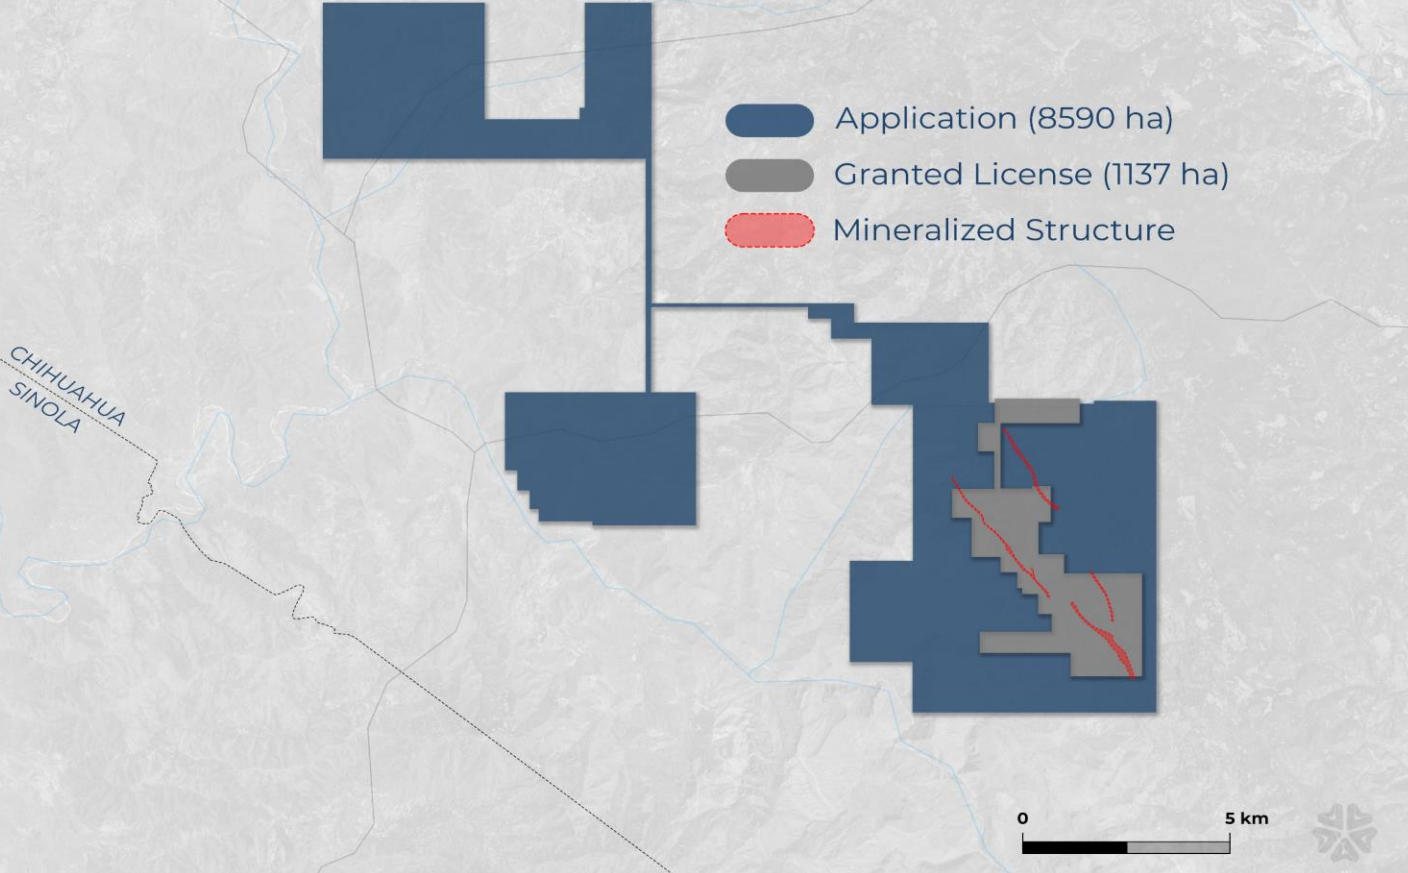 Application (8590 ha)
Granted License (1137 ha)
Mineralized Structure
CHIHUAHUA
SINOLA
0 5 km